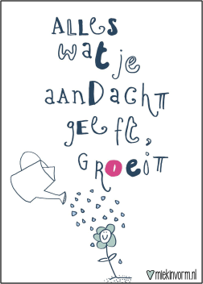 ALLES
wat je
aanDacht
geeft,
groeit
miekinvorm.nl